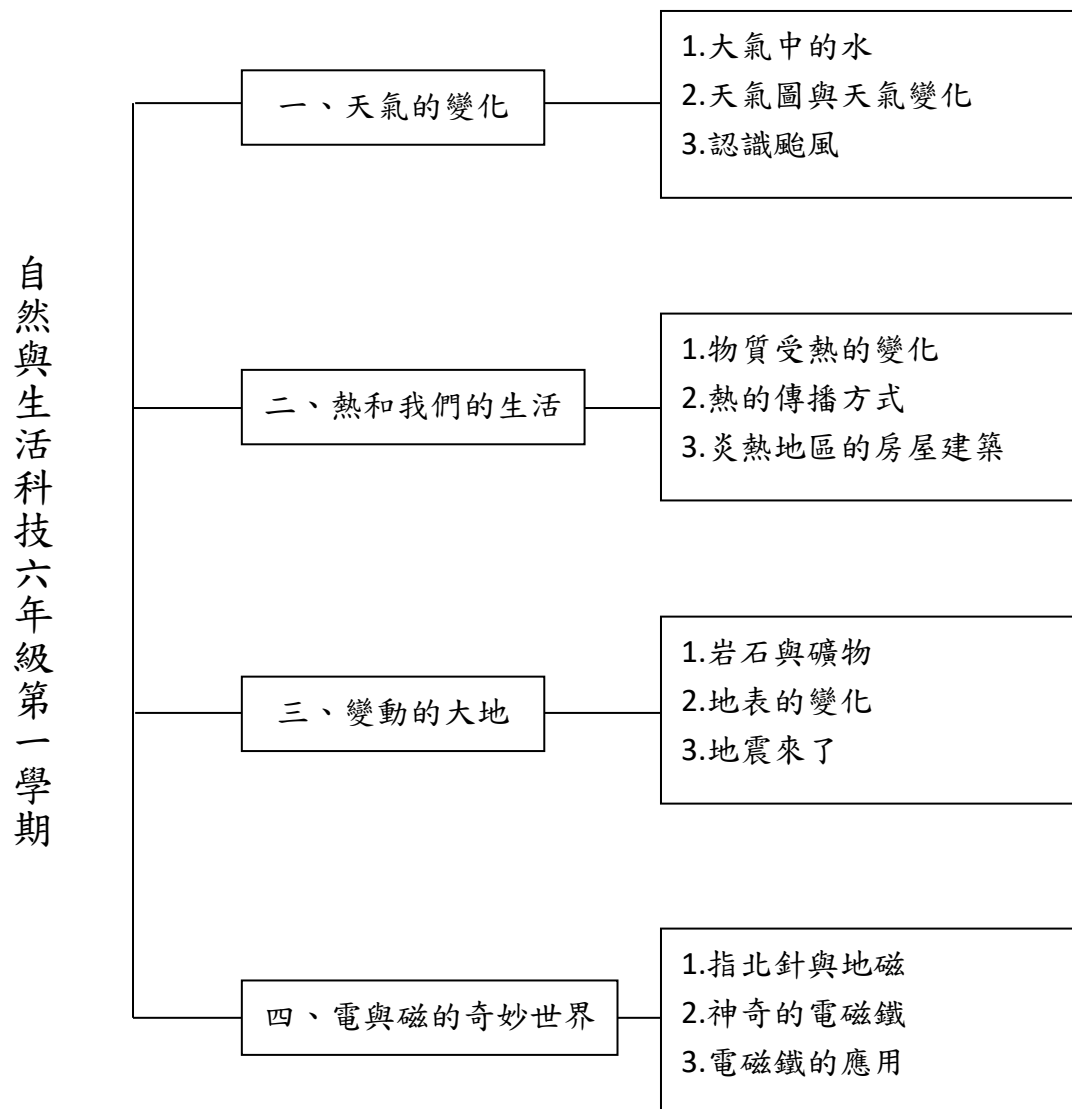 自然與生活科技六年級第一學期
一、天氣的變化
1.大氣中的水
2.天氣圖與天氣變化
3.認識颱風
二、熱和我們的生活
1.物質受熱的變化
2.熱的傳播方式
3.炎熱地區的房屋建築
三、變動的大地
1.岩石與礦物
2.地表的變化
3.地震來了
四、電與磁的奇妙世界
1.指北針與地磁
2.神奇的電磁鐵
3.電磁鐵的應用